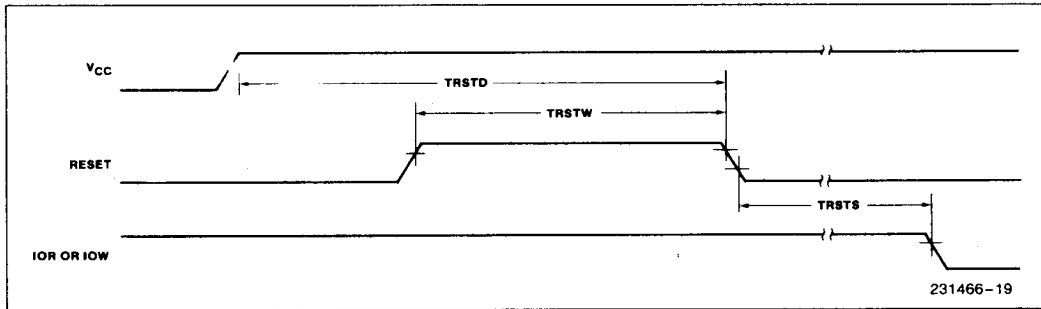 VCC
TRSTD
TRSTW
RESET
TRSTS
IOR OR IOW
231466-19